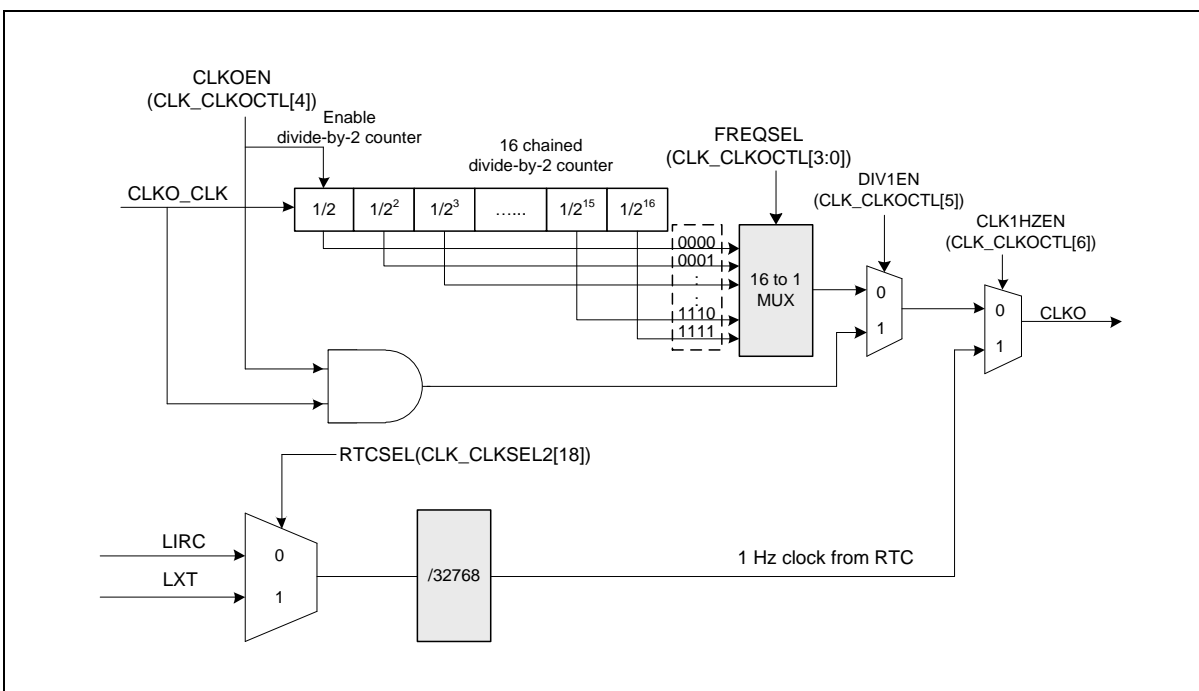 CLKOEN
(CLK_CLKOCTL[4])
Enable
divide-by-2 counter
16 chained
divide-by-2 counter
FREQSEL
(CLK_CLKOCTL[3:0])
DIV1EN
(CLK_CLKOCTL[5])
CLK1HZEN
(CLK_CLKOCTL[6])
CLKO_CLK
1/2
1/2²
1/2³
…...
1/2¹⁵
1/2¹⁶
0000
0001
:
:
1110
1111
16 to 1
MUX
0
1
0
1
CLKO
RTCSEL(CLK_CLKSEL2[18])
LIRC
LXT
0
1
/32768
1 Hz clock from RTC